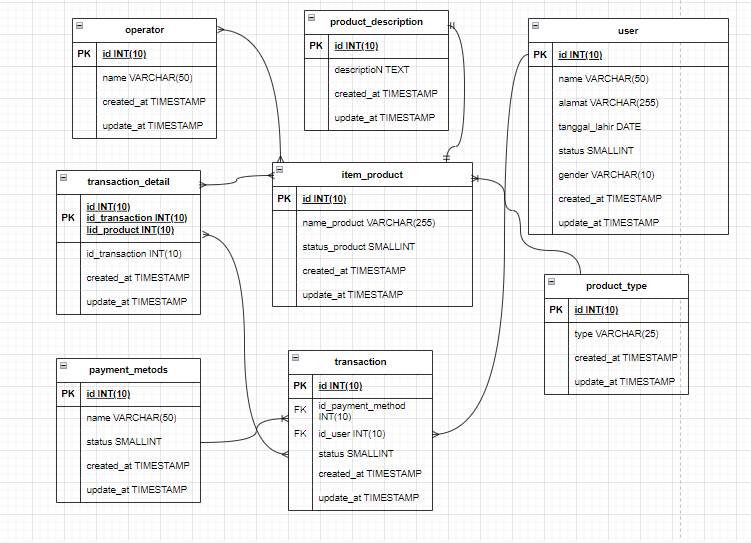 operator
PK id INT(10)
name VARCHAR(50)
created_at TIMESTAMP
update_at TIMESTAMP
product_description
PK id INT(10)
descriptioN TEXT
created_at TIMESTAMP
update_at TIMESTAMP
user
PK id INT(10)
name VARCHAR(50)
alamat VARCHAR(255)
tanggal_lahir DATE
status SMALLINT
gender VARCHAR(10)
created_at TIMESTAMP
update_at TIMESTAMP
transaction_detail
id INT(10)
PK id_transaction INT(10)
Iid_product INT(10)
id_transaction INT(10)
created_at TIMESTAMP
update_at TIMESTAMP
item_product
PK id INT(10)
name_product VARCHAR(255)
status_product SMALLINT
created_at TIMESTAMP
update_at TIMESTAMP
product_type
PK id INT(10)
type VARCHAR(25)
created_at TIMESTAMP
update_at TIMESTAMP
payment_metods
PK id INT(10)
name VARCHAR(50)
status SMALLINT
created_at TIMESTAMP
update_at TIMESTAMP
transaction
PK id INT(10)
FK id_payment_method
INT(10)
FK id_user INT(10)
status SMALLINT
created_at TIMESTAMP
update_at TIMESTAMP